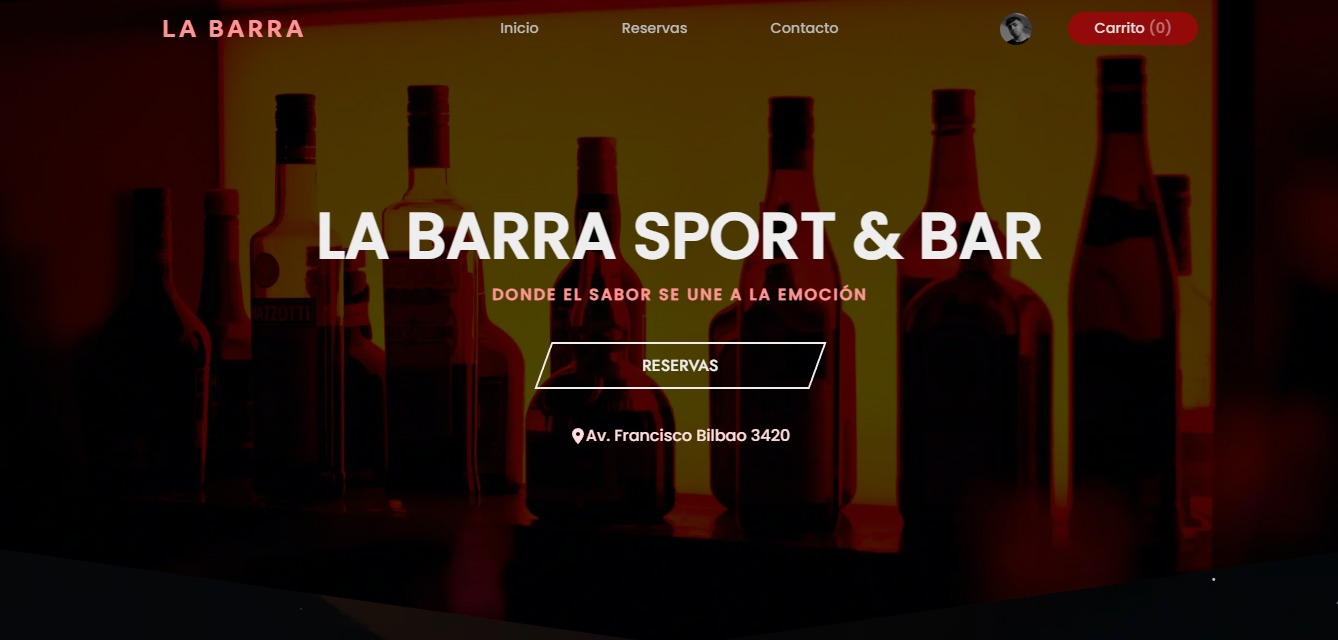 LA BARRA
Inicio
Reservas
Contacto
Carrito (0)
LA BARRA SPORT & BAR
DONDE EL SABOR SE UNE A LA EMOCIÓN
RESERVAS
Av. Francisco Bilbao 3420